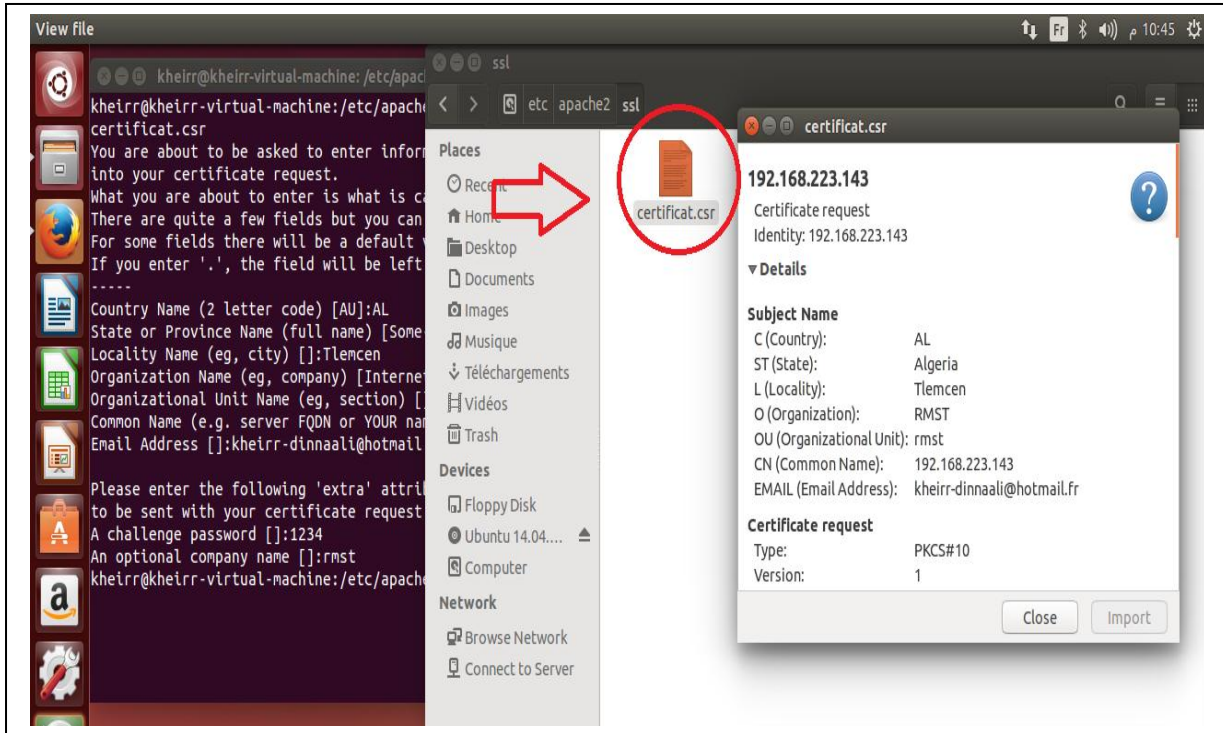 View file
Fr
م 10:45
kheirr@kheirr-virtual-machine: /etc/apac
kheirr@kheirr-virtual-machine:/etc/apache
certificat.csr
You are about to be asked to enter inform
into your certificate request.
What you are about to enter is what is ca
There are quite a few fields but you can
For some fields there will be a default v
If you enter '.', the field will be left
-----
Country Name (2 letter code) [AU]:AL
State or Province Name (full name) [Some-
Locality Name (eg, city) []:Tlemcen
Organization Name (eg, company) [Interne
Organizational Unit Name (eg, section) [
Common Name (e.g. server FQDN or YOUR nam
Email Address []:kheirr-dinnaali@hotmail
Please enter the following 'extra' attri
to be sent with your certificate request
A challenge password []:1234
An optional company name []:rmst
kheirr@kheirr-virtual-machine:/etc/apache
ssl
etc apache2 ssl
Places
Recent
Home
Desktop
Documents
Images
Musique
Téléchargements
Vidéos
Trash
Devices
Floppy Disk
Ubuntu 14.04....
Computer
Network
Browse Network
Connect to Server
certificat.csr
certificat.csr
192.168.223.143
Certificate request
Identity: 192.168.223.143
Details
Subject Name
C (Country): AL
ST (State): Algeria
L (Locality): Tlemcen
O (Organization): RMST
OU (Organizational Unit): rmst
CN (Common Name): 192.168.223.143
EMAIL (Email Address): kheirr-dinnaali@hotmail.fr
Certificate request
Type: PKCS#10
Version: 1
Close
Import